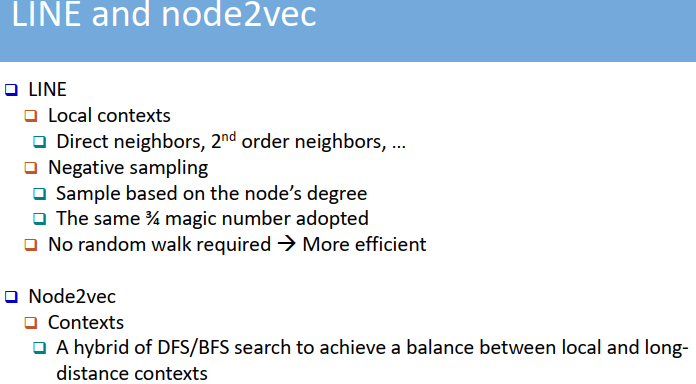 LINE and node2vec
LINE
Local contexts
Direct neighbors, 2nd order neighbors, ...
Negative sampling
Sample based on the node's degree
The same ¾ magic number adopted
No random walk required → More efficient
Node2vec
Contexts
A hybrid of DFS/BFS search to achieve a balance between local and long-
distance contexts